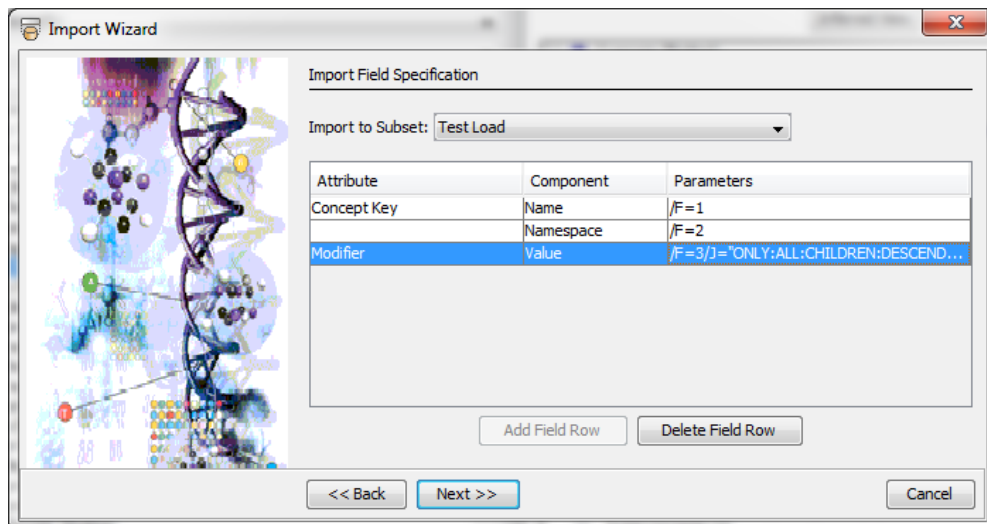 Import Wizard
Import Field Specification
Import to Subset: Test Load
Attribute Component Parameters
Concept Key Name /F=1
Namespace /F=2
Modifier Value /F=3/J="ONLY:ALL:CHILDREN:DESCEND...
Add Field Row Delete Field Row
<< Back Next >> Cancel